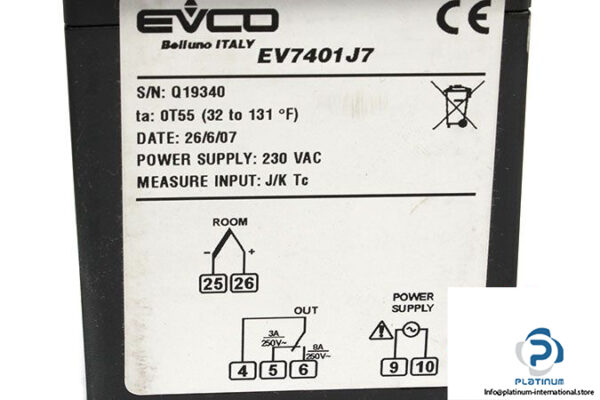 EVCO
CE
Belluno ITALY
EV7401J7
S/N: Q19340
ta: 0T55 (32 to 131 °F)
DATE: 26/6/07
POWER SUPPLY: 230 VAC
MEASURE INPUT: J/K Tc
ROOM
- +
25 26
OUT
3A
250V~
8A
250V~
4 5 6
POWER
SUPPLY
9 10
PLATINUM
Info@platinum-international.store